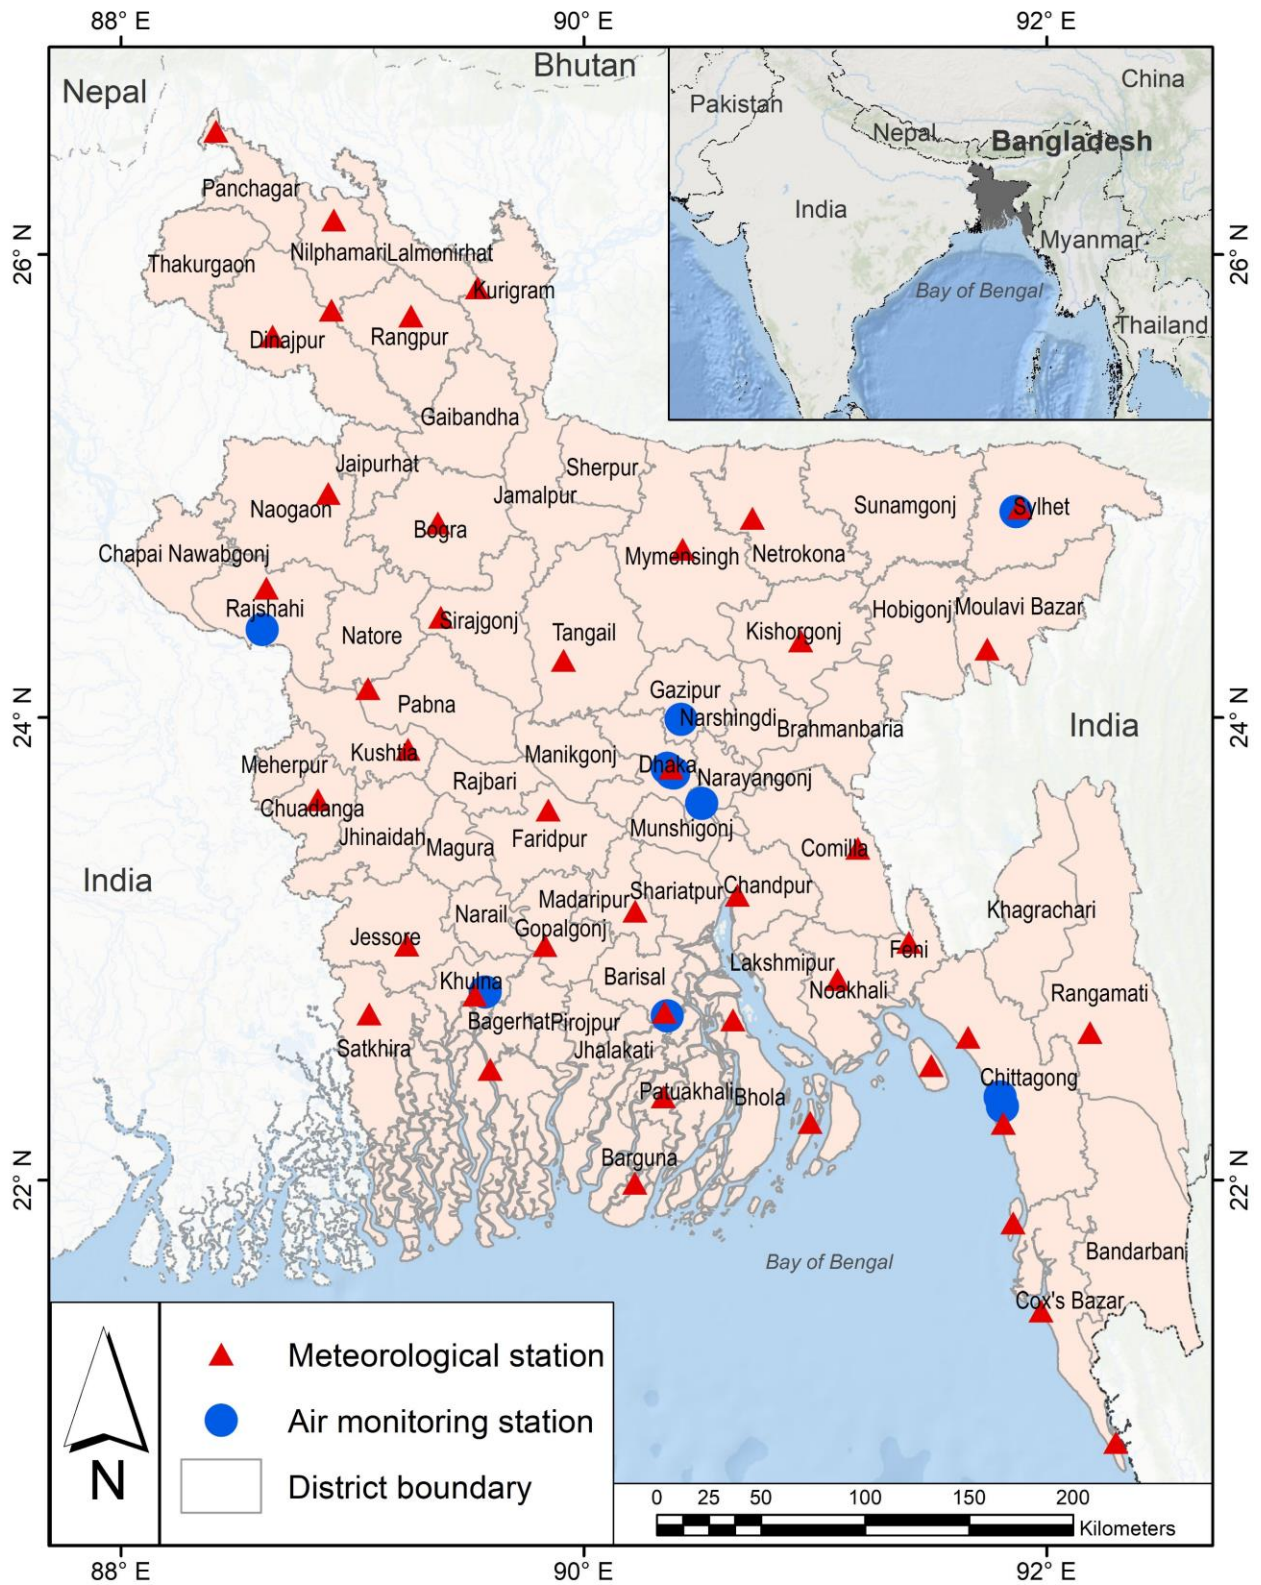 88° E 90° E 92° E
Nepal
Bhutan
China
Pakistan
Nepal
Bangladesh
India
Myanmar
Bay of Bengal
Thailand
26° N
26° N
Panchagar
Nilphamari
Lalmonirhat
Thakurgaon
Kurigram
Dinajpur
Rangpur
Gaibandha
Jaipurhat
Sherpur
Jamalpur
Naogaon
Sunamgonj
Sylhet
Bogra
Chapai Nawabgonj
Mymensingh
Netrokona
Rajshahi
Hobigonj
Moulavi Bazar
Sirajgonj
Natore
Tangail
Kishorgonj
Gazipur
Pabna
Narshingdi
Brahmanbaria
24° N
India
24° N
Kushtia
Manikgonj
Meherpur
Dhaka
Narayangonj
Rajbari
Chuadanga
Jhinaidah
Magura
Faridpur
Munshigonj
Comilla
India
Shariatpur
Chandpur
Madaripur
Narail
Gopalgonj
Khagrachari
Jessore
Feni
Lakshmipur
Khulna
Barisal
Noakhali
Rangamati
Bagerhat
Pirojpur
Satkhira
Jhalakati
Chittagong
Patuakhali
Bhola
Barguna
22° N
22° N
Bay of Bengal
Bandarban
Cox's Bazar
Meteorological station
Air monitoring station
District boundary
N
0 25 50 100 150 200
Kilometers
88° E 90° E 92° E